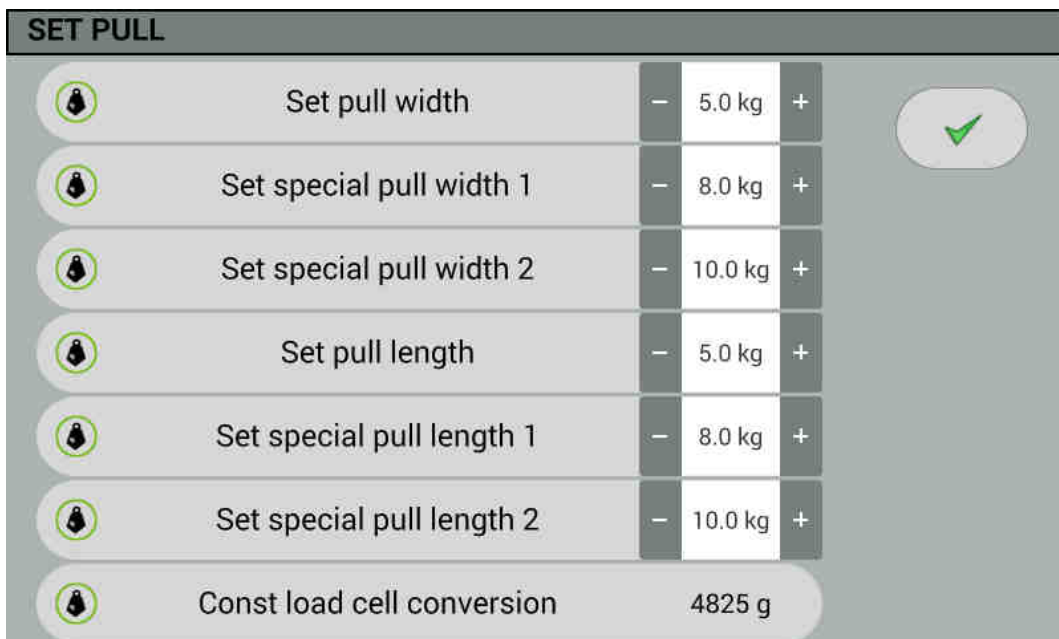 SET PULL
Set pull width – 5.0 kg +
Set special pull width 1 – 8.0 kg +
Set special pull width 2 – 10.0 kg +
Set pull length – 5.0 kg +
Set special pull length 1 – 8.0 kg +
Set special pull length 2 – 10.0 kg +
Const load cell conversion 4825 g